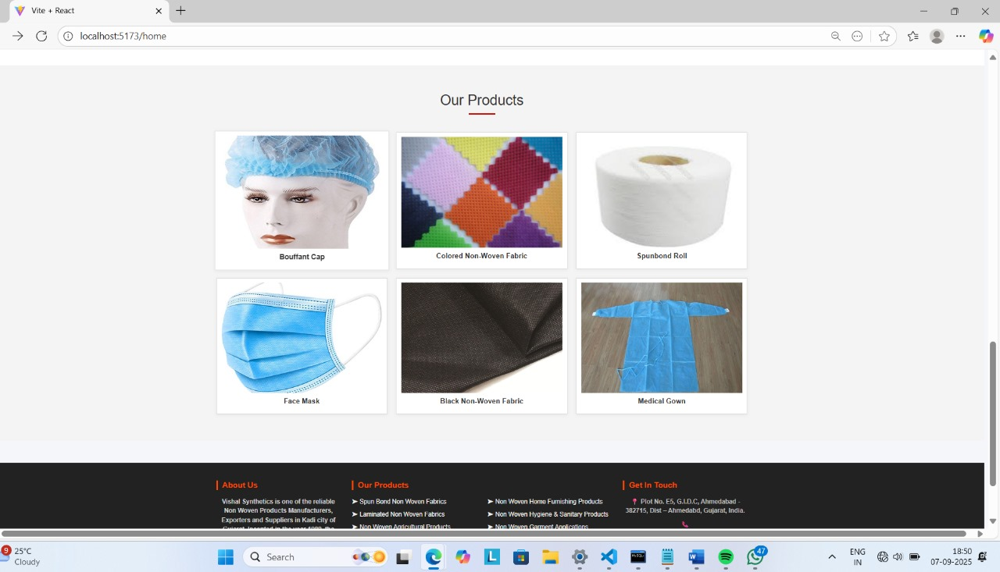 Vite + React
localhost:5173/home
Our Products
Bouffant Cap
Colored Non-Woven Fabric
Spunbond Roll
Face Mask
Black Non-Woven Fabric
Medical Gown
About Us
Vishal Synthetics is one of the reliable
Non Woven Products Manufacturers,
Exporters and Suppliers in Kadi city of
Our Products
➤ Spun Bond Non Woven Fabrics
➤ Laminated Non Woven Fabrics
➤ Non Woven Agricultural Products
➤ Non Woven Home Furnishing Products
➤ Non Woven Hygiene & Sanitary Products
➤ Non Woven Garment Applications
Get In Touch
Plot No. E5, G.I.D.C, Ahmedabad -
382715, Dist – Ahmedabd, Gujarat, India.
9
25°C
Cloudy
Search
L
MySQL
W
47
ENG
IN
18:50
07-09-2025